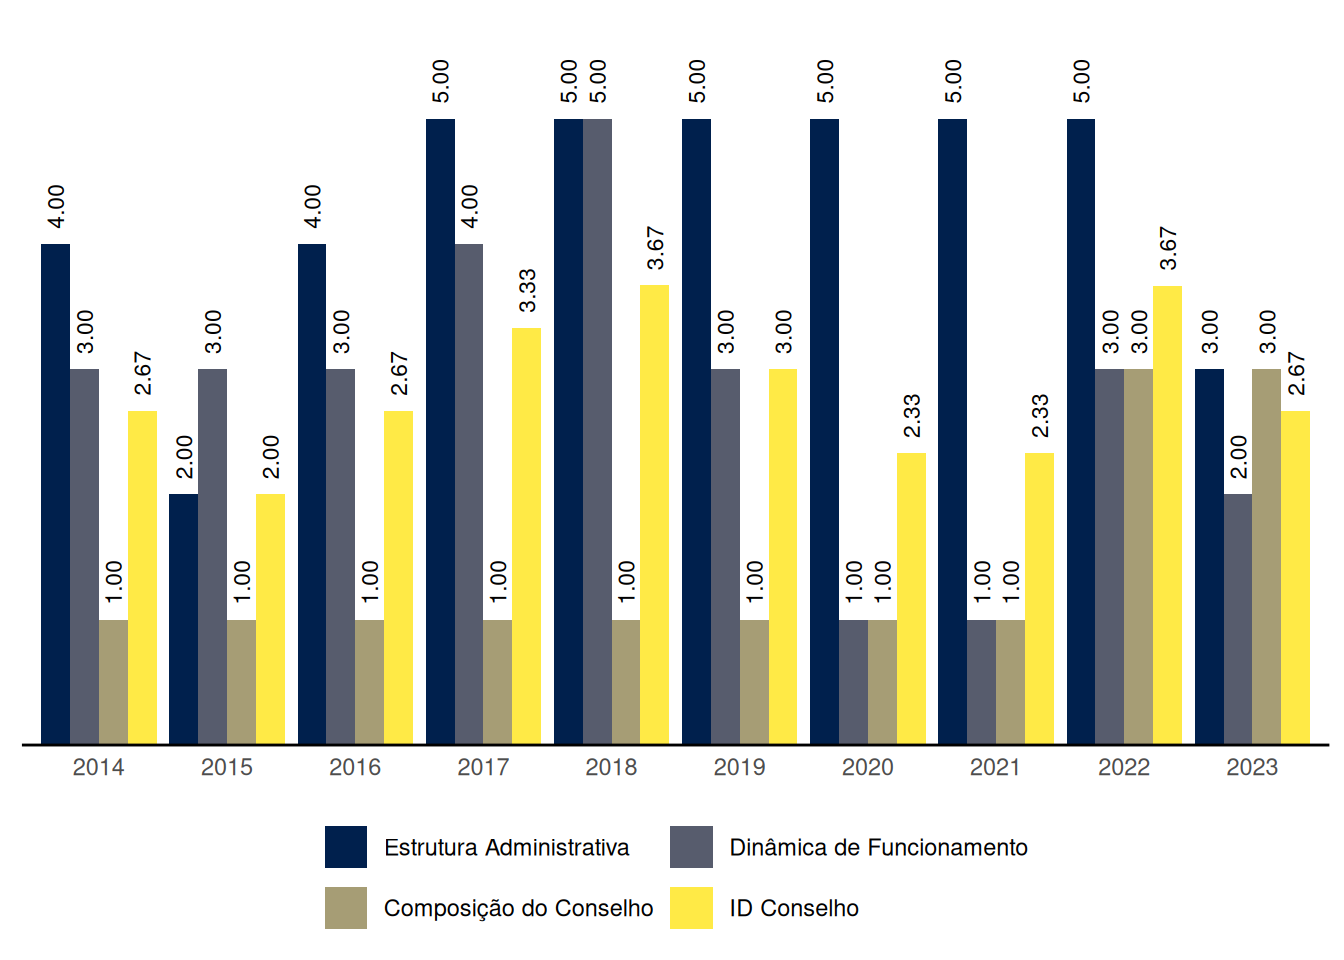 5.00 5.00 5.00 5.00 5.00 5.00 5.00
4.00 4.00 4.00 3.67 3.67
3.33
3.00 3.00 3.00 3.00 3.00 3.00 3.00 3.00 3.00
2.67 2.67 2.67
2.33 2.33
2.00 2.00 2.00
1.00 1.00 1.00 1.00 1.00 1.00 1.00 1.00 1.00 1.00
2014 2015 2016 2017 2018 2019 2020 2021 2022 2023
Estrutura Administrativa Dinâmica de Funcionamento
Composição do Conselho ID Conselho